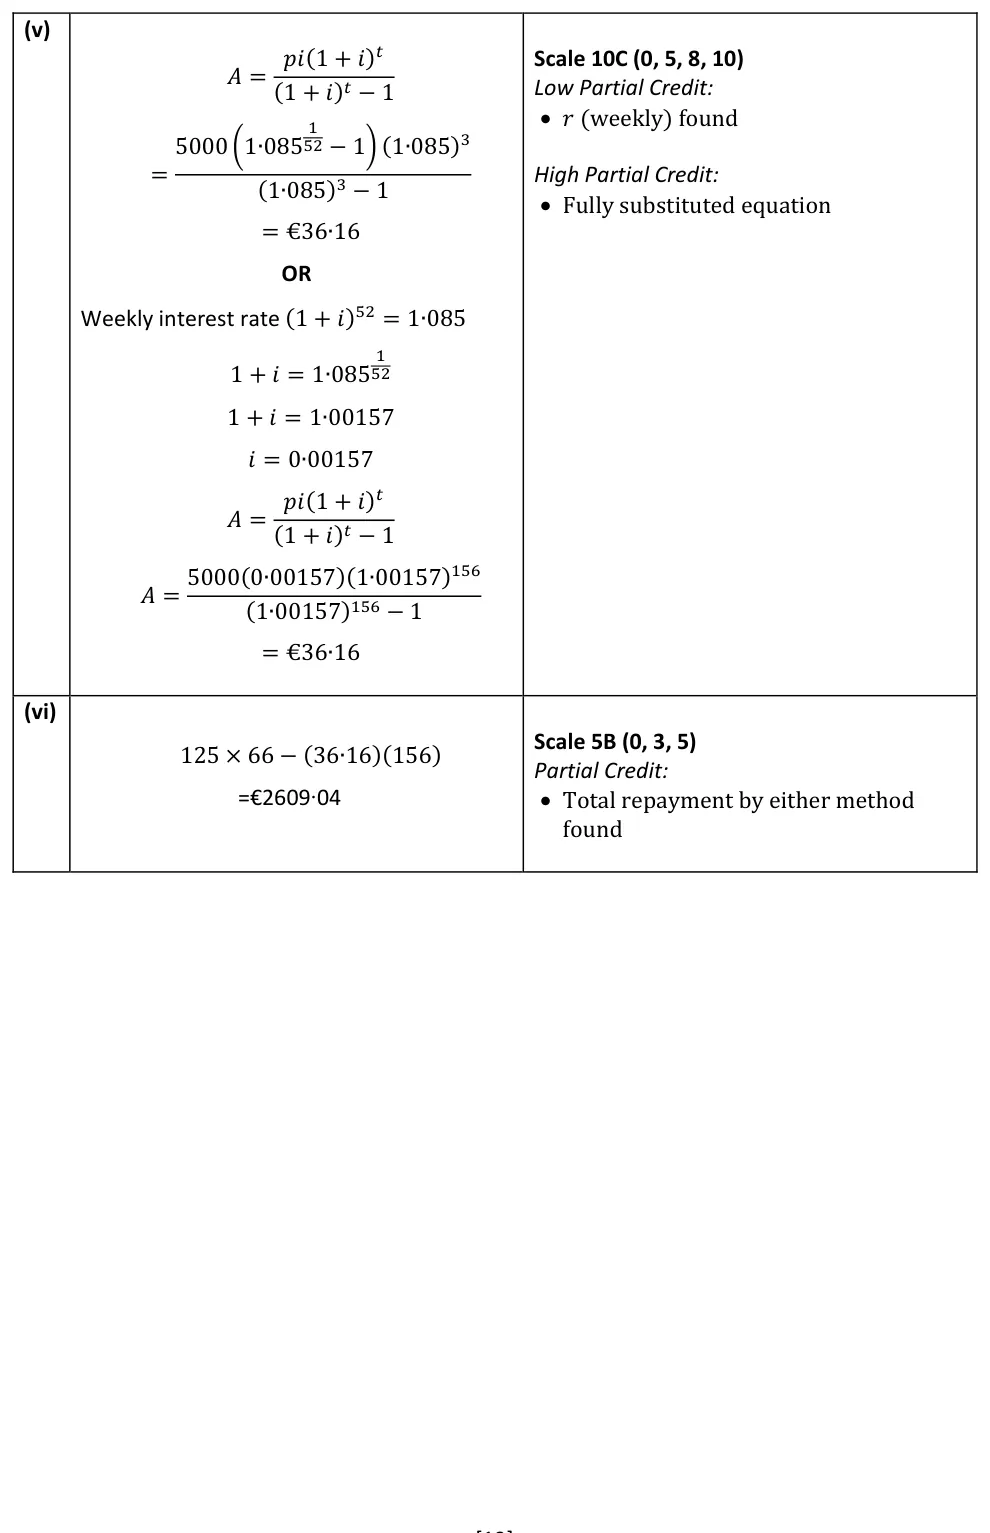 (v)
A = pi(1 + i)^t / (1 + i)^t − 1
= 5000 (1·085^(1/52) − 1) (1·085)^3 / (1·085)^3 − 1
= €36·16
OR
Weekly interest rate (1 + i)^52 = 1·085
1 + i = 1·085^(1/52)
1 + i = 1·00157
i = 0·00157
A = pi(1 + i)^t / (1 + i)^t − 1
A = 5000(0·00157)(1·00157)^156 / (1·00157)^156 − 1
= €36·16
Scale 10C (0, 5, 8, 10)
Low Partial Credit:
• r (weekly) found
High Partial Credit:
• Fully substituted equation
(vi)
125 × 66 − (36·16)(156)
=€2609·04
Scale 5B (0, 3, 5)
Partial Credit:
• Total repayment by either method
found